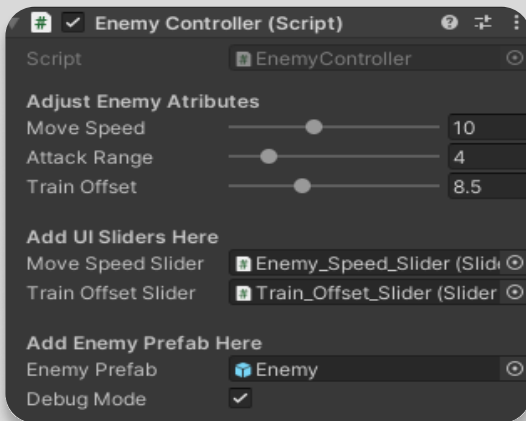 # Enemy Controller (Script)
Script # EnemyController
Adjust Enemy Atributes
Move Speed 10
Attack Range 4
Train Offset 8.5
Add UI Sliders Here
Move Speed Slider # Enemy_Speed_Slider (Slide
Train Offset Slider # Train_Offset_Slider (Slider
Add Enemy Prefab Here
Enemy Prefab Enemy
Debug Mode